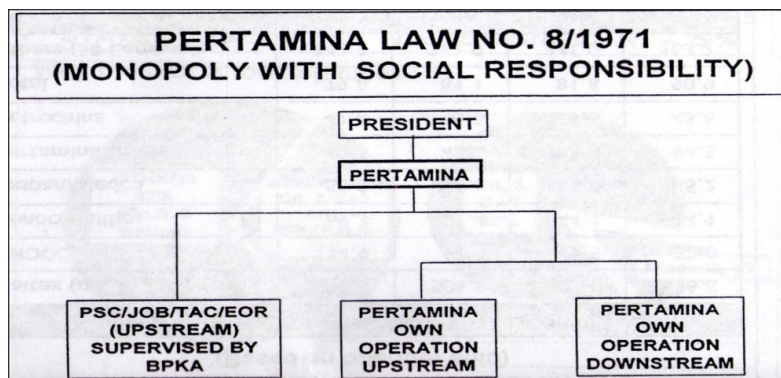 PERTAMINA LAW NO. 8/1971
(MONOPOLY WITH SOCIAL RESPONSIBILITY)
PRESIDENT
PERTAMINA
PSC/JOB/TAC/EOR
(UPSTREAM)
SUPERVISED BY
BPKA
PERTAMINA
OWN
OPERATION
UPSTREAM
PERTAMINA
OWN
OPERATION
DOWNSTREAM